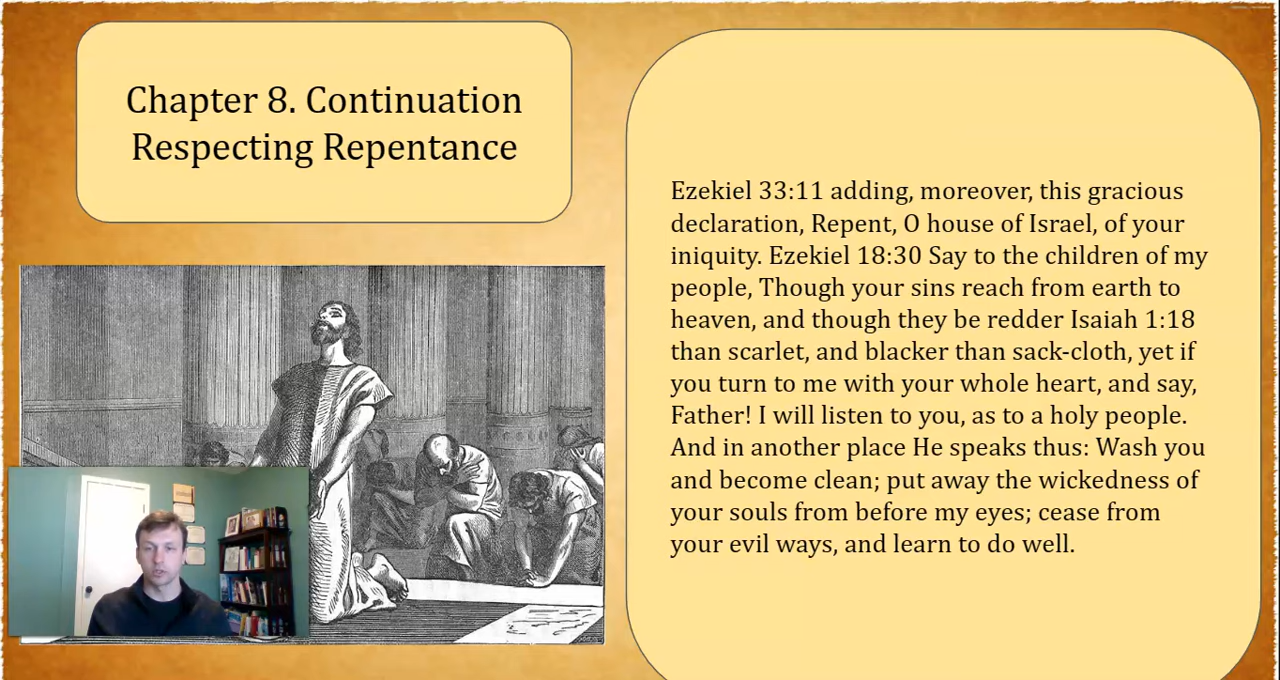 Chapter 8. Continuation
Respecting Repentance
Ezekiel 33:11 adding, moreover, this gracious
declaration, Repent, O house of Israel, of your
iniquity. Ezekiel 18:30 Say to the children of my
people, Though your sins reach from earth to
heaven, and though they be redder Isaiah 1:18
than scarlet, and blacker than sack-cloth, yet if
you turn to me with your whole heart, and say,
Father! I will listen to you, as to a holy people.
And in another place He speaks thus: Wash you
and become clean; put away the wickedness of
your souls from before my eyes; cease from
your evil ways, and learn to do well.